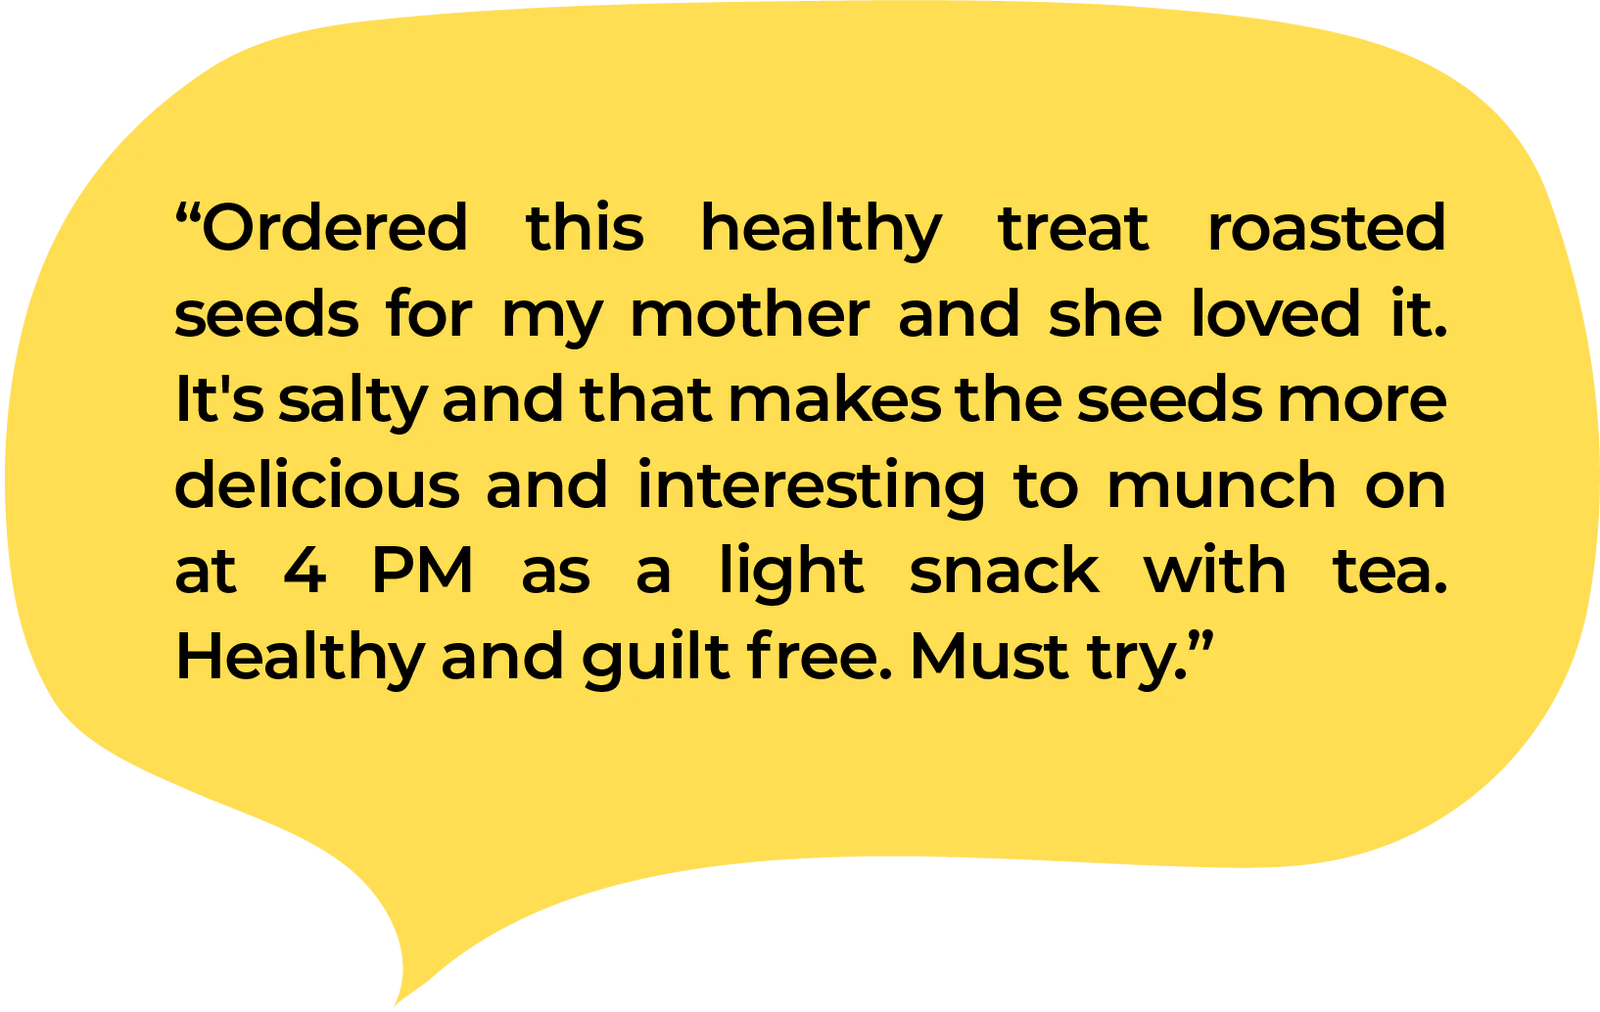 “Ordered this healthy treat roasted
seeds for my mother and she loved it.
It's salty and that makes the seeds more
delicious and interesting to munch on
at 4 PM as a light snack with tea.
Healthy and guilt free. Must try.”